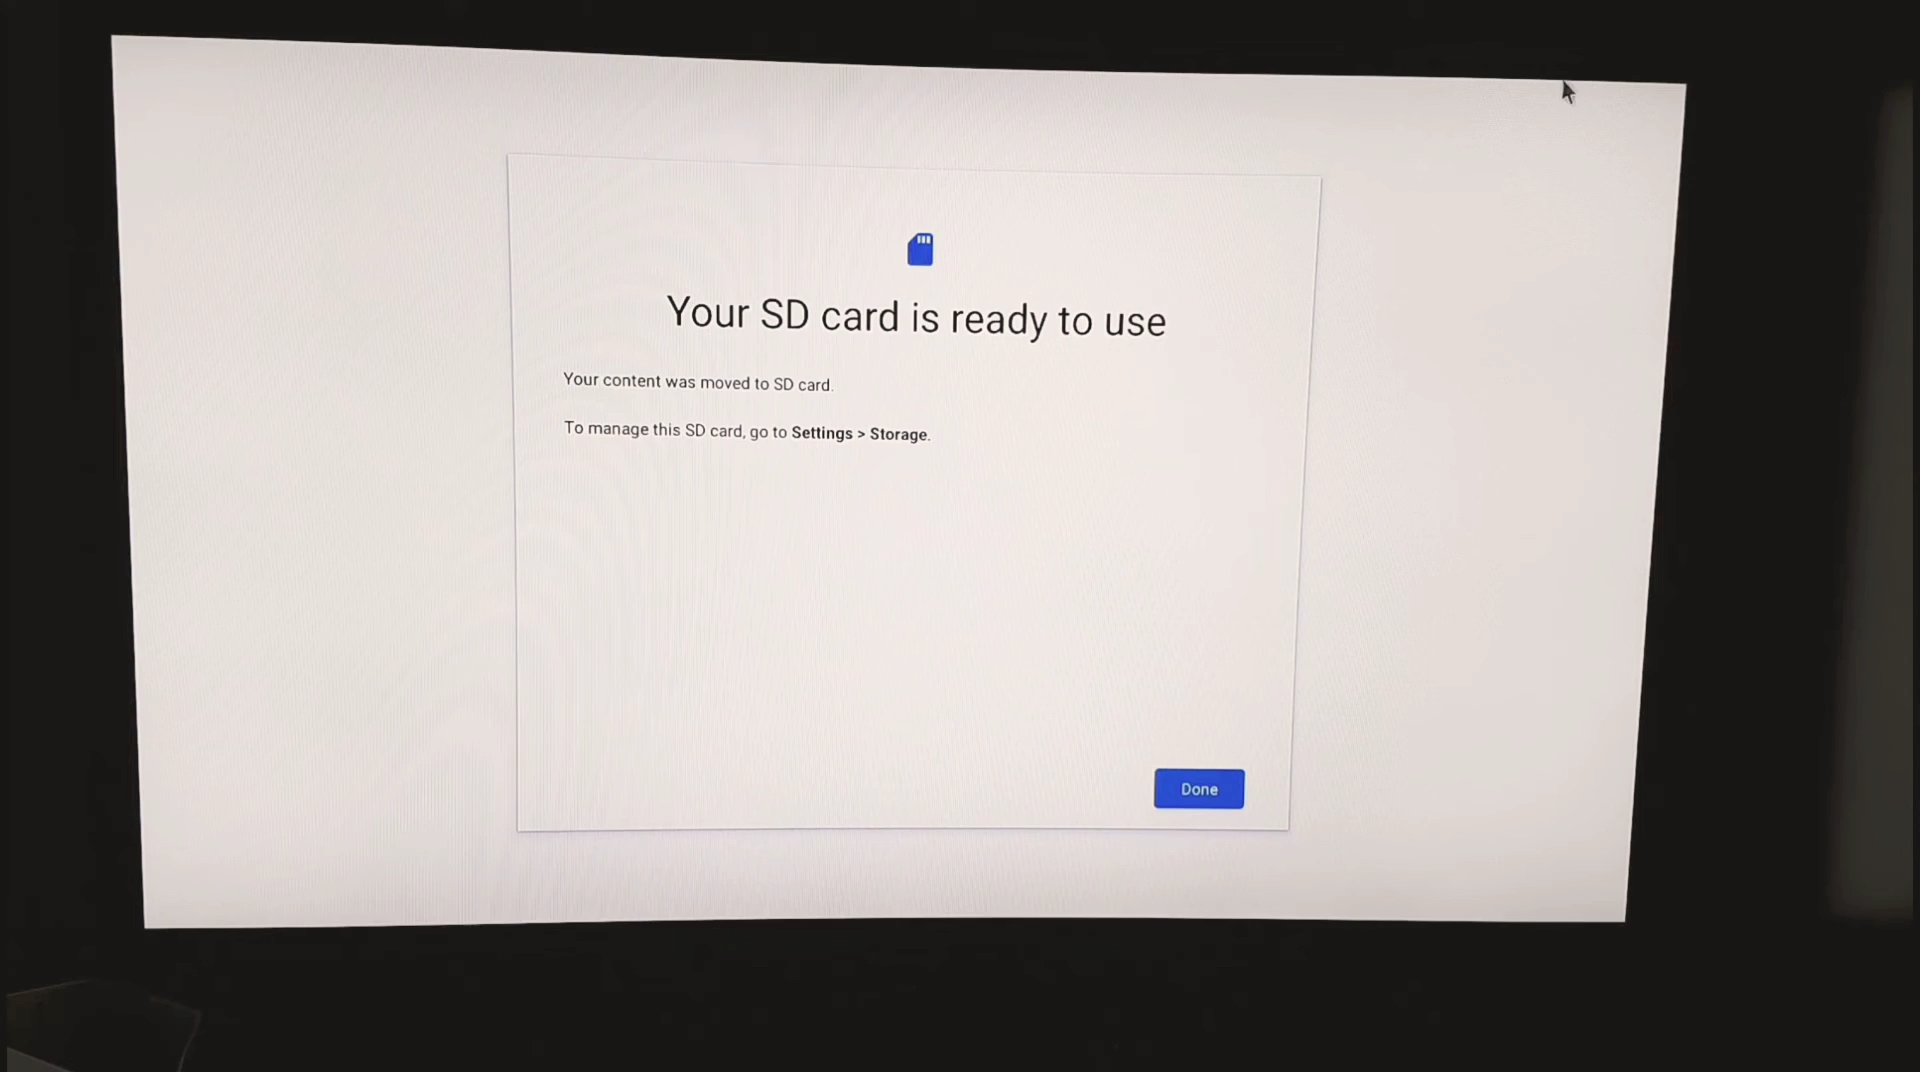 Your SD card is ready to use
Your content was moved to SD card.
To manage this SD card, go to Settings > Storage.
Done